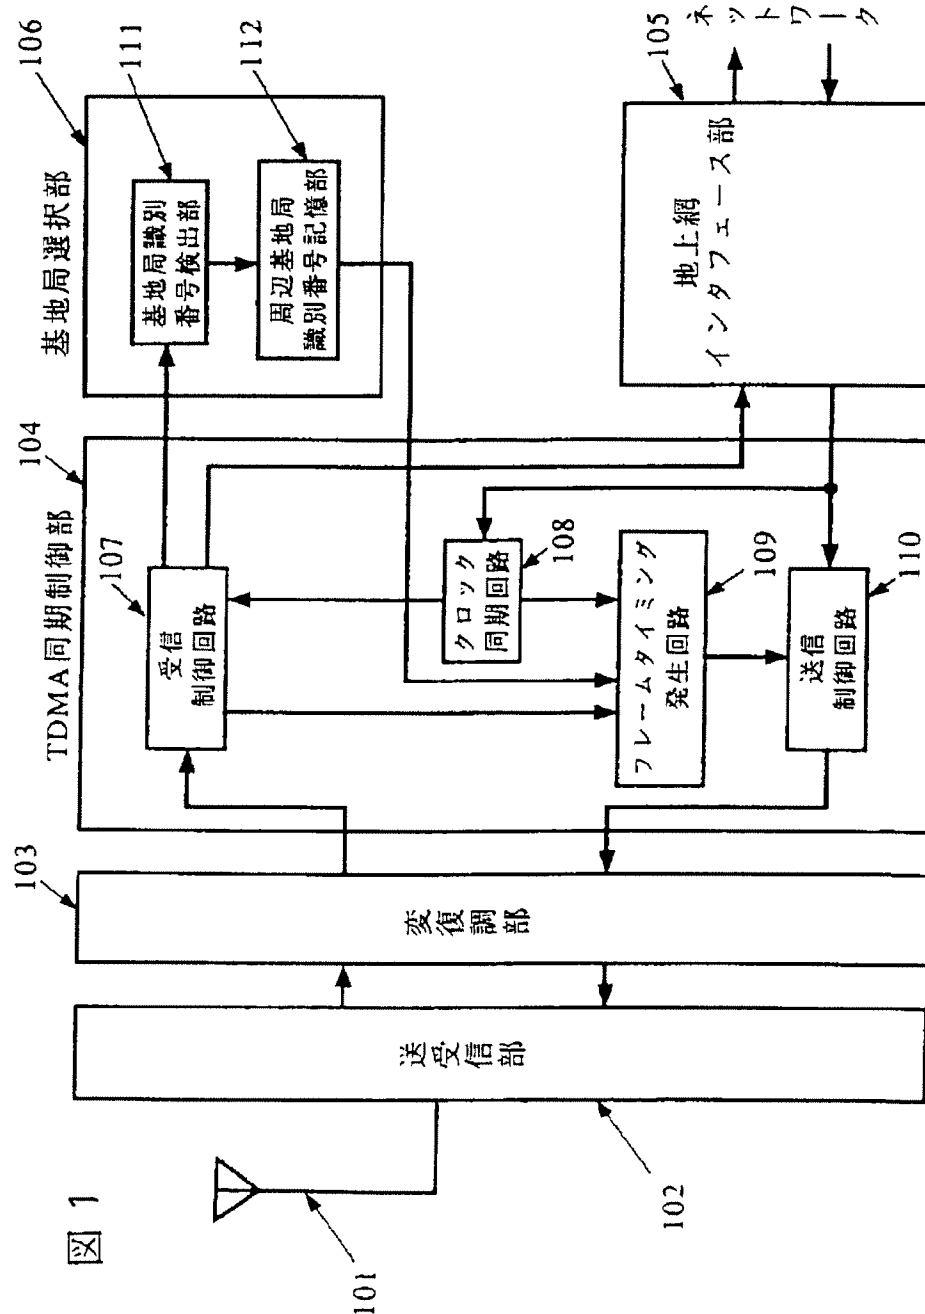 図 1
101
102
送受信部
103
変復調部
104
TDMA同期制御部
107
受信
制御回路
クロック
同期回路
108
フレームタイミング
発生回路
109
送信
制御回路
110
106
基地局選択部
111
基地局識別
番号検出部
112
周辺基地局
識別番号記憶部
105
地上網
インタフェース部
ネットワーク